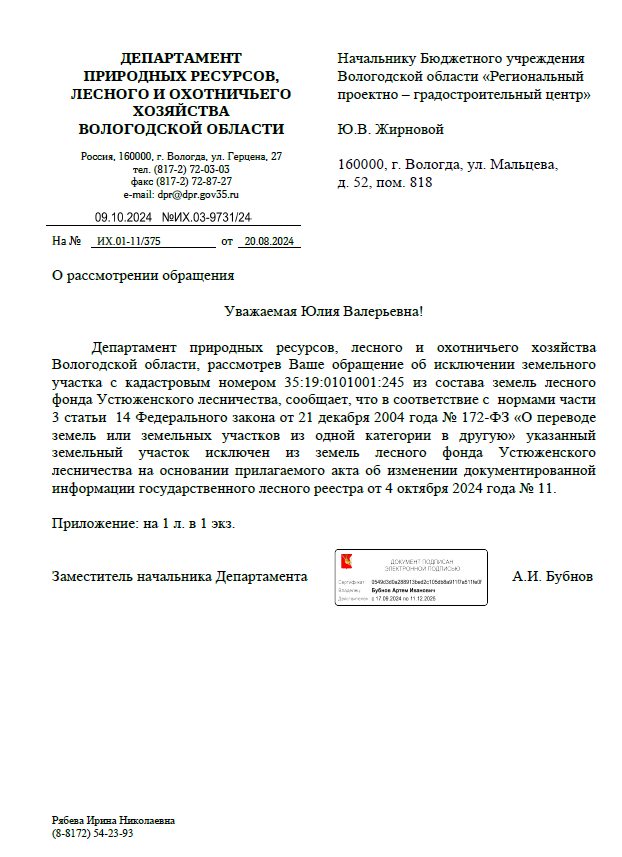 ДЕПАРТАМЕНТ
ПРИРОДНЫХ РЕСУРСОВ,
ЛЕСНОГО И ОХОТНИЧЬЕГО
ХОЗЯЙСТВА
ВОЛОГОДСКОЙ ОБЛАСТИ
Россия, 160000, г. Вологда, ул. Герцена, 27
тел. (817-2) 72-03-03
факс (817-2) 72-87-27
e-mail: dpr@dpr.gov35.ru
09.10.2024 №ИХ.03-9731/24
На № ИХ.01-11/375 от 20.08.2024
Начальнику Бюджетного учреждения
Вологодской области «Региональный
проектно – градостроительный центр»
Ю.В. Жирновой
160000, г. Вологда, ул. Мальцева,
д. 52, пом. 818
О рассмотрении обращения
Уважаемая Юлия Валерьевна!
Департамент природных ресурсов, лесного и охотничьего хозяйства
Вологодской области, рассмотрев Ваше обращение об исключении земельного
участка с кадастровым номером 35:19:0101001:245 из состава земель лесного
фонда Устюженского лесничества, сообщает, что в соответствие с нормами части
3 статьи 14 Федерального закона от 21 декабря 2004 года № 172-ФЗ «О переводе
земель или земельных участков из одной категории в другую» указанный
земельный участок исключен из земель лесного фонда Устюженского
лесничества на основании прилагаемого акта об изменении документированной
информации государственного лесного реестра от 4 октября 2024 года № 11.
Приложение: на 1 л. в 1 экз.
Заместитель начальника Департамента
ДОКУМЕНТ ПОДПИСАН
ЭЛЕКТРОННОЙ ПОДПИСЬЮ
Сертификат
Владелец Бубнов Артем Иванович
Действителен с 17.09.2024 по 11.12.2025
А.И. Бубнов
Рябева Ирина Николаевна
(8-8172) 54-23-93